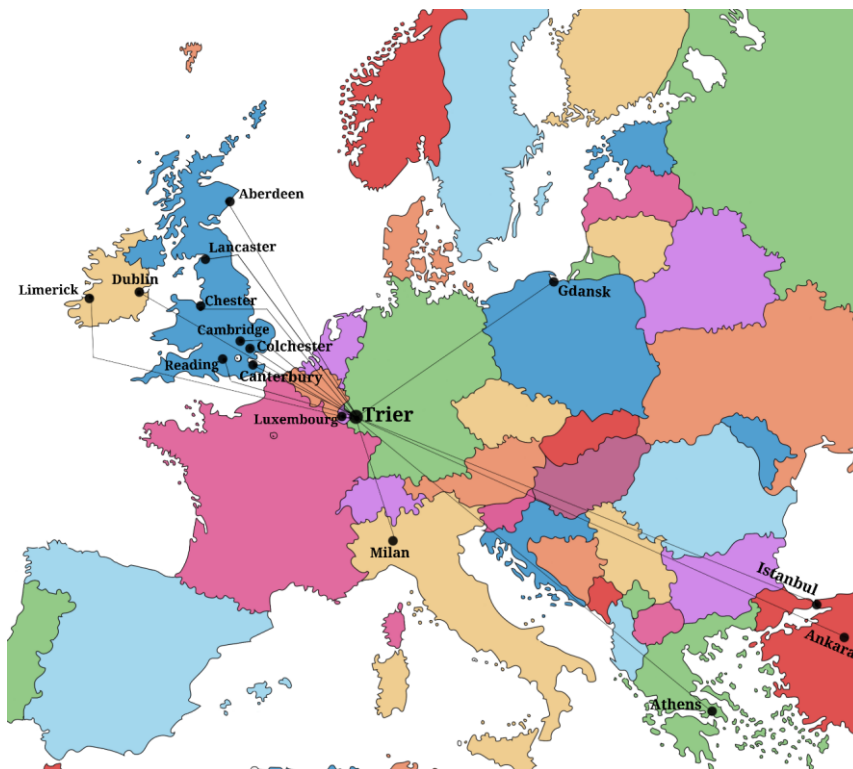 Aberdeen
Lancaster
Dublin
Limerick
Gdansk
Chester
Cambridge
Colchester
Reading
Canterbury
Luxembourg
Trier
Milan
Istanbul
Ankara
Athens